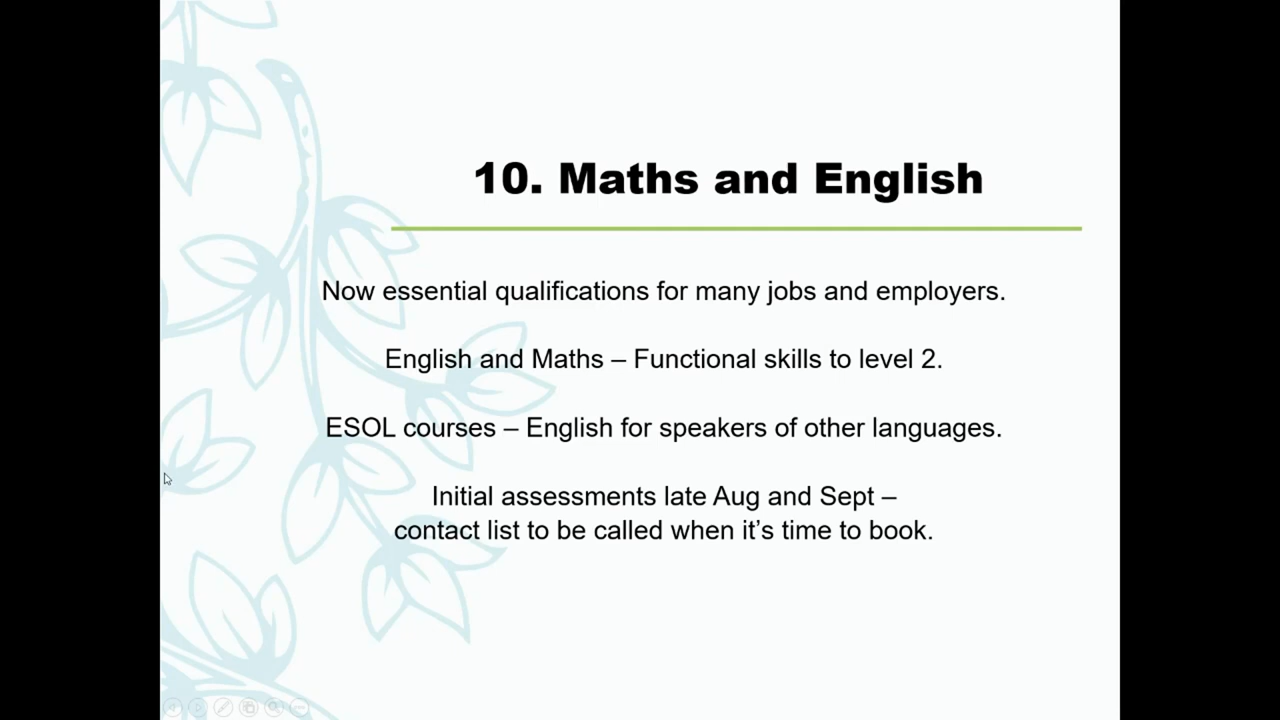 10. Maths and English
Now essential qualifications for many jobs and employers.
English and Maths – Functional skills to level 2.
ESOL courses – English for speakers of other languages.
Initial assessments late Aug and Sept –
contact list to be called when it’s time to book.